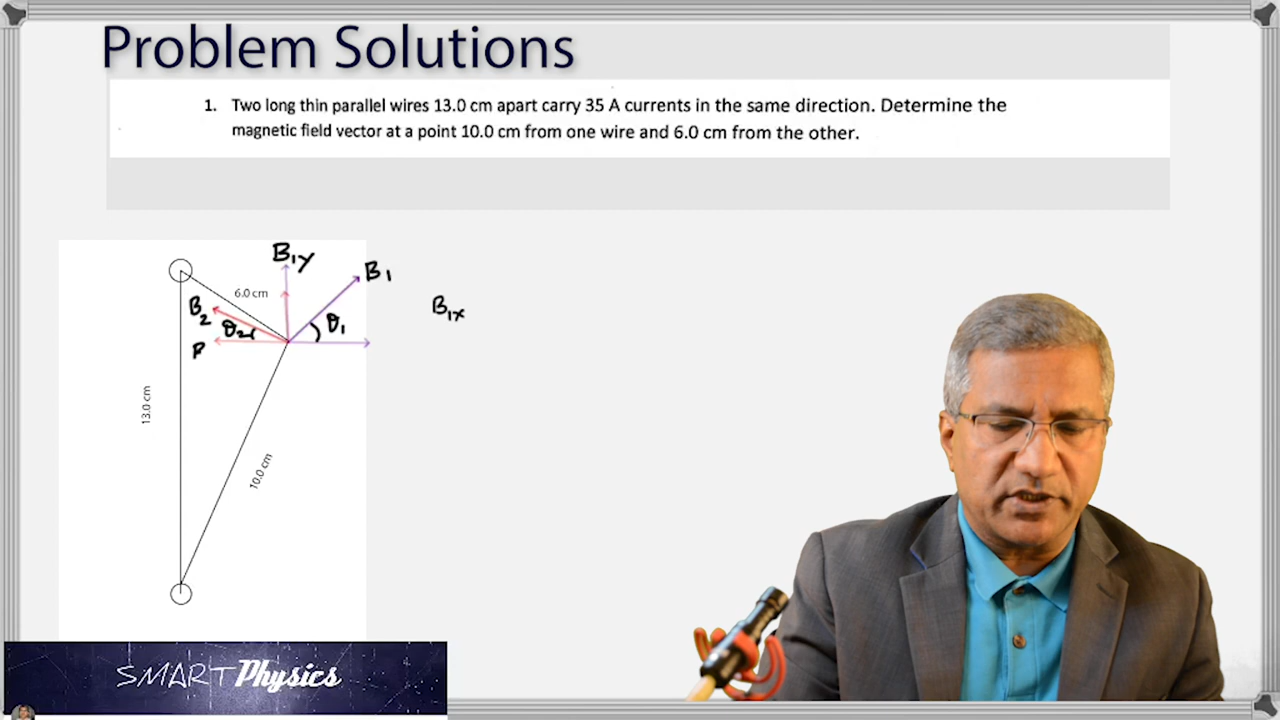 Problem Solutions
1. Two long thin parallel wires 13.0 cm apart carry 35 A currents in the same direction. Determine the
magnetic field vector at a point 10.0 cm from one wire and 6.0 cm from the other.
B1y
B1
6.0 cm
B2
θ2
θ1
B1x
13.0 cm
10.0 cm
SMART Physics